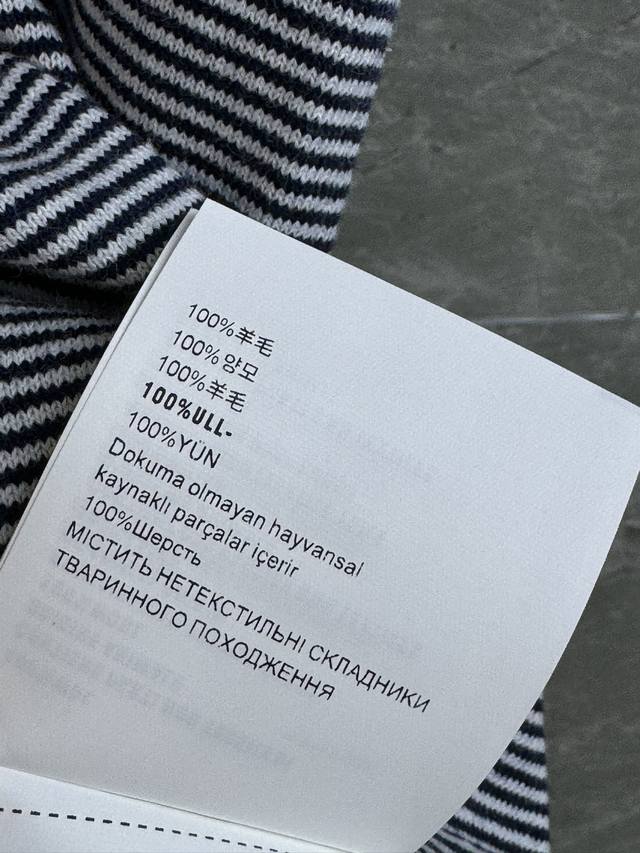 100%羊毛
100%양모
100%羊毛
100%ULL-
100%YÜN
Dokuma olmayan hayvansal
kaynaklı parçalar içerir
100%Шерсть
МІСТИТЬ НЕТЕКСТИЛЬНІ СКЛАДНИКИ
ТВАРИННОГО ПОХОДЖЕННЯ